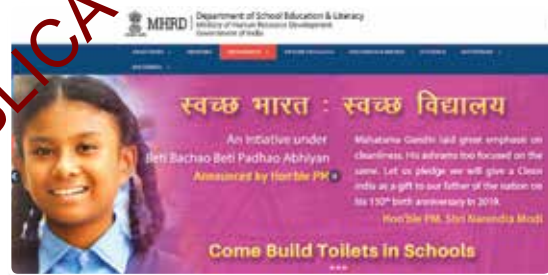 MHRD
Department of School Education & Literacy
Ministry of Human Resource Development
Government of India
स्वच्छ भारत : स्वच्छ विद्यालय
An Intiative under
Beti Bachao Beti Padhao Abhiyan
Announced by Hon'ble PM
Mahatama Gandhi laid great emphasis on
cleanliness. His ashrams too focused on the
same. Let us pledge we will give a Clean
India as a gift to our father of the nation on
his 150th birth anniversary in 2019.
Hon'ble PM, Shri Narendra Modi
Come Build Toilets in Schools